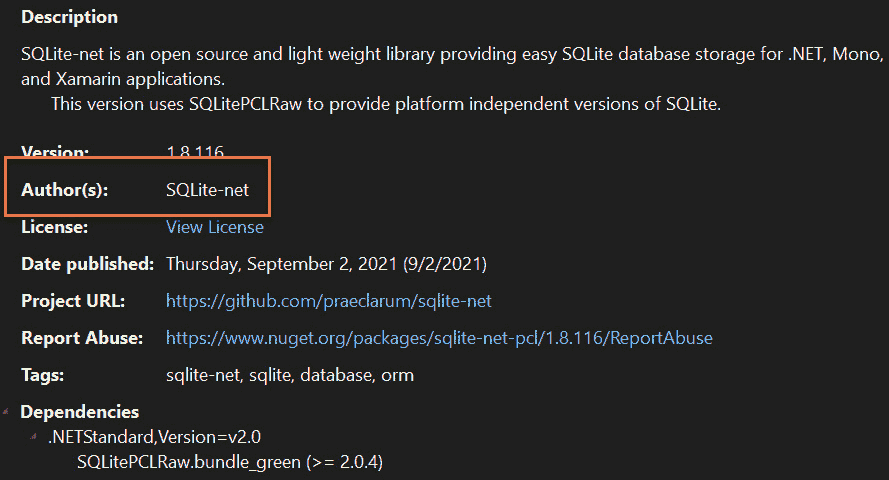 Description
SQLite-net is an open source and light weight library providing easy SQLite database storage for .NET, Mono,
and Xamarin applications.
This version uses SQLitePCLRaw to provide platform independent versions of SQLite.
Version: 1.8.116
Author(s): SQLite-net
License: View License
Date published: Thursday, September 2, 2021 (9/2/2021)
Project URL: https://github.com/praeclarum/sqlite-net
Report Abuse: https://www.nuget.org/packages/sqlite-net-pcl/1.8.116/ReportAbuse
Tags: sqlite-net, sqlite, database, orm
Dependencies
.NETStandard,Version=v2.0
SQLitePCLRaw.bundle_green (>= 2.0.4)